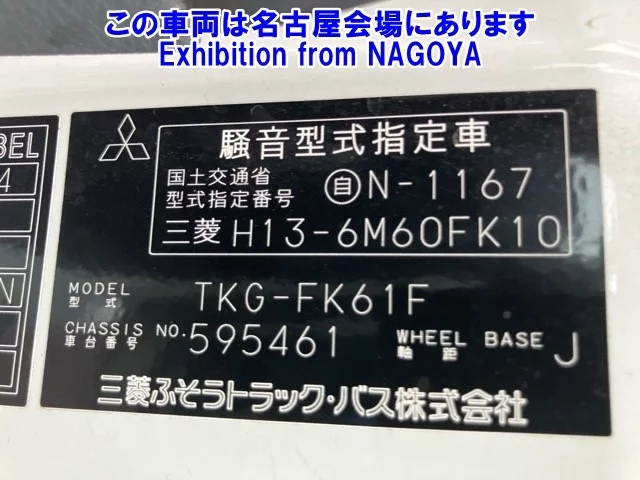 この車両は名古屋会場にあります
Exhibition from NAGOYA
BEL
4
N
騒音型式指定車
国土交通省
型式指定番号 自N-1167
三菱 H13-6M60FK10
MODEL
型式 TKG-FK61F
CHASSIS NO.
車台番号 595461
WHEEL BASE
軸距 J
三菱ふそうトラック・バス株式会社